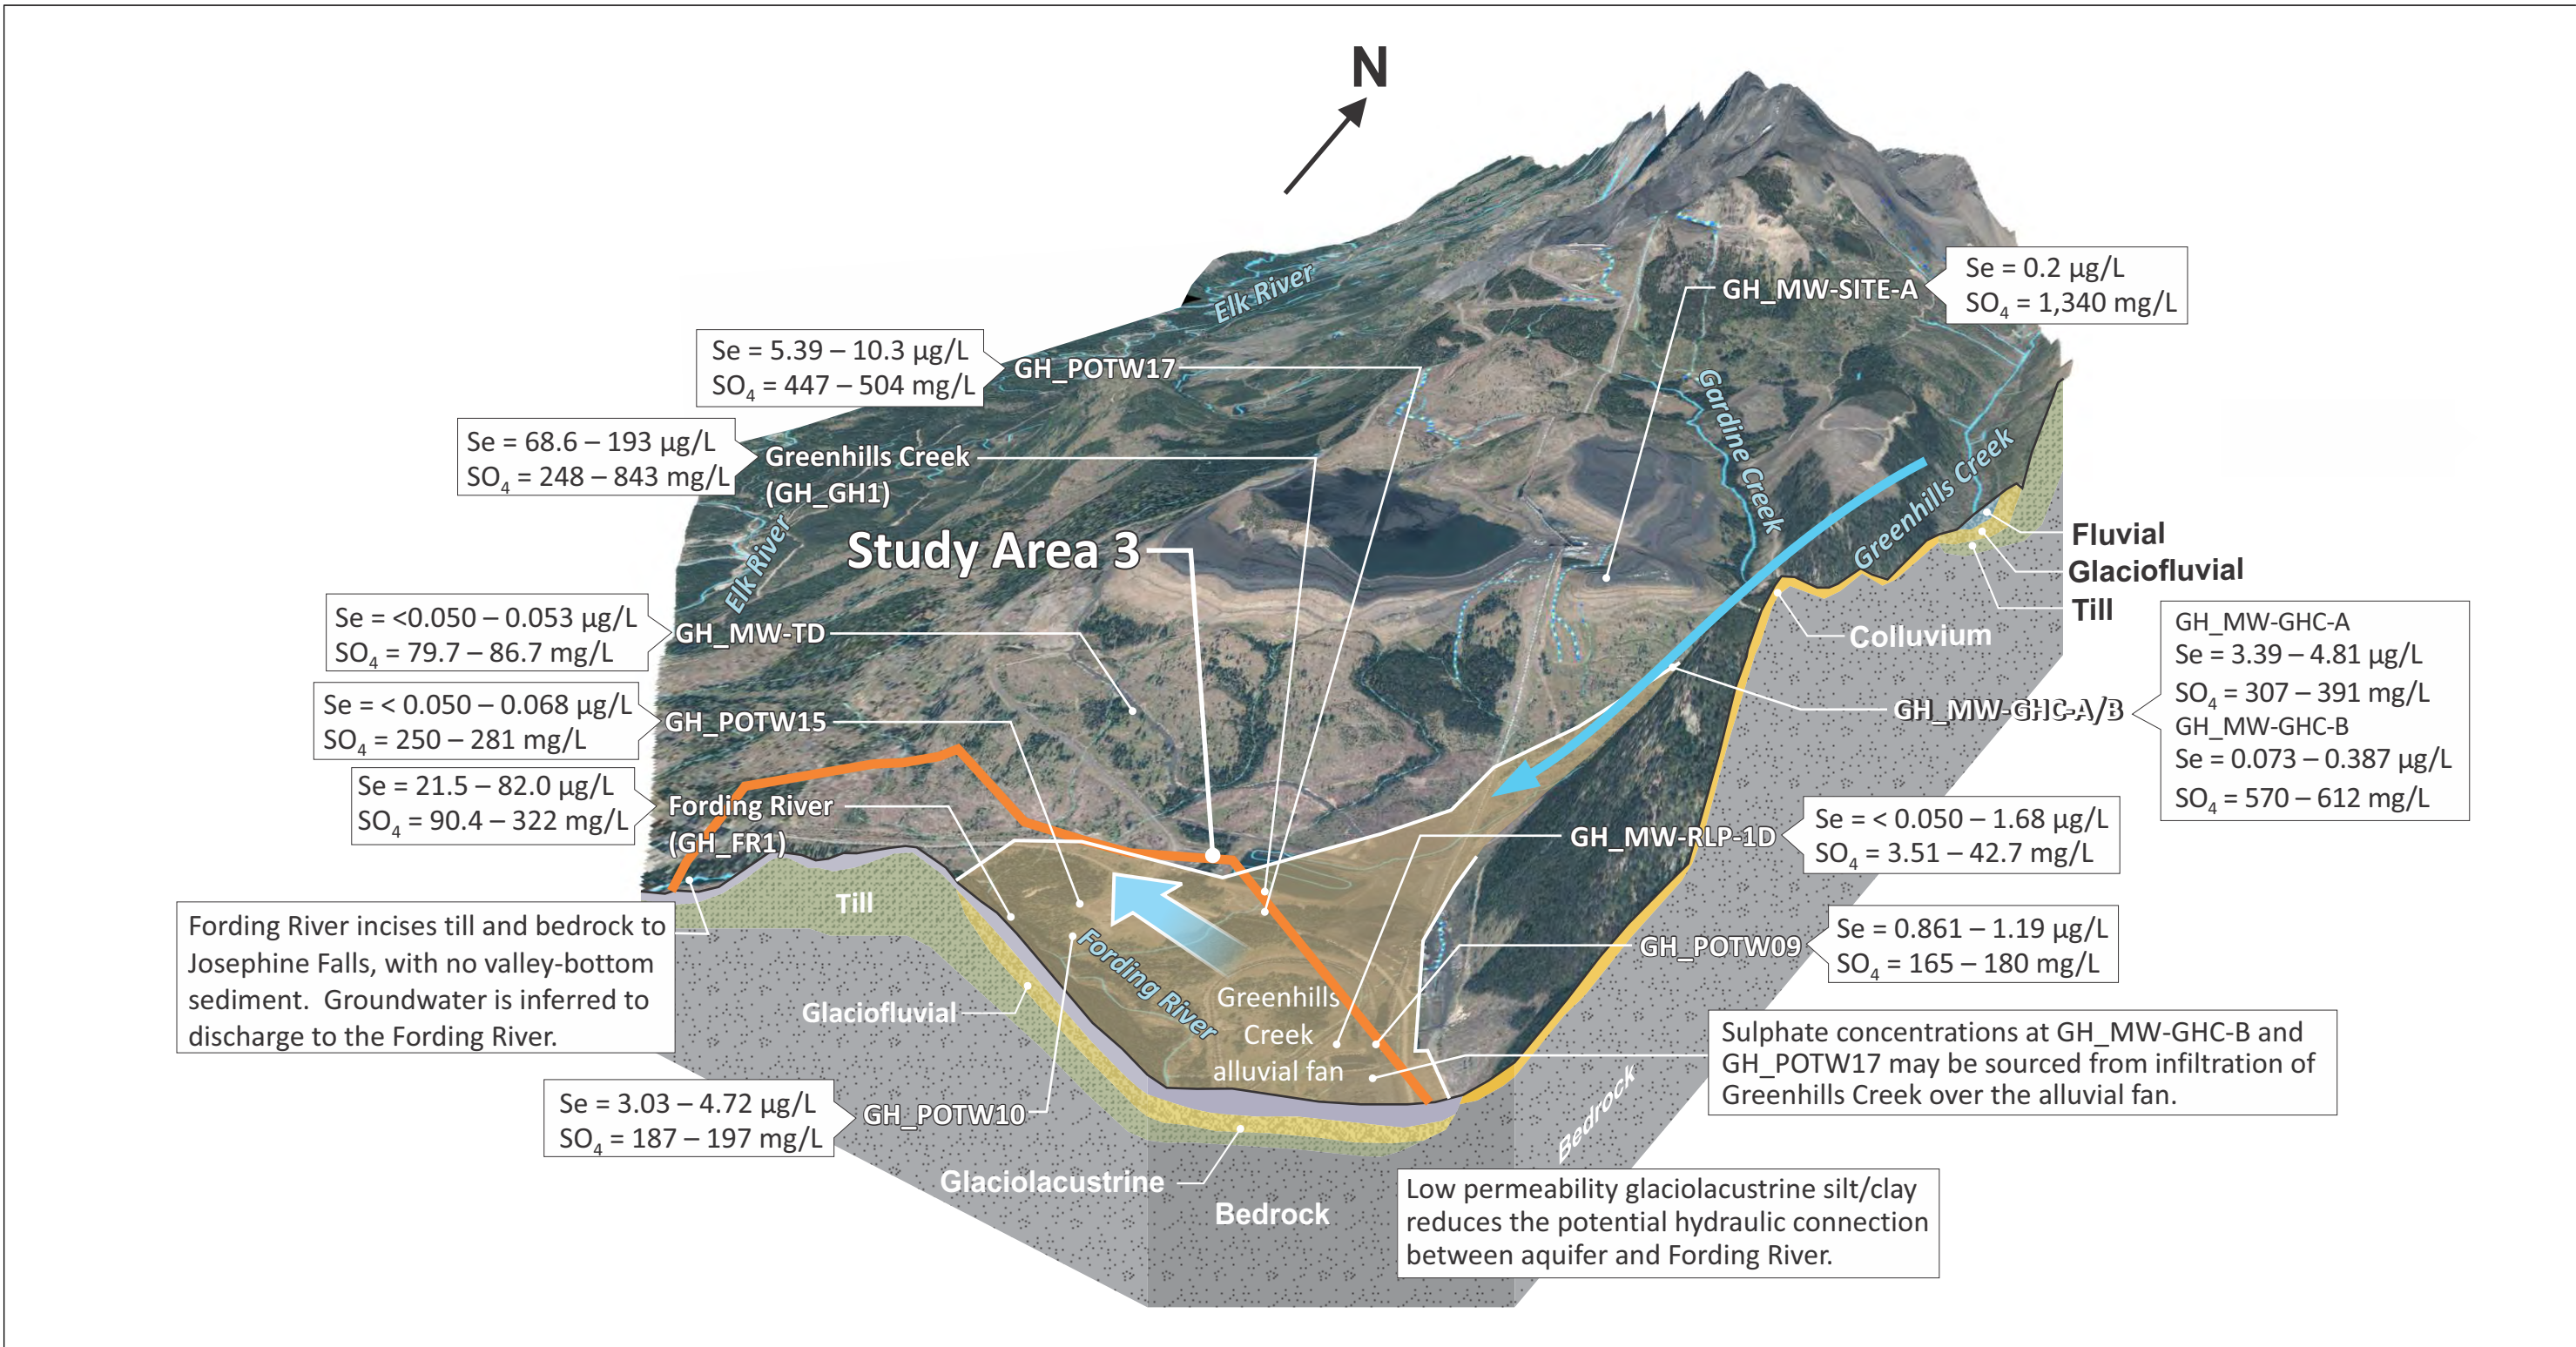 N
Se = 0.2 µg/L
SO₄ = 1,340 mg/L
GH_MW-SITE-A
Elk River
Se = 5.39 – 10.3 µg/L
SO₄ = 447 – 504 mg/L
GH_POTW17
Gardine Creek
Se = 68.6 – 193 µg/L
SO₄ = 248 – 843 mg/L
Greenhills Creek
(GH_GH1)
Greenhills Creek
Elk River
Study Area 3
Fluvial
Glaciofluvial
Till
Se = <0.050 – 0.053 µg/L
SO₄ = 79.7 – 86.7 mg/L
GH_MW-TD
Colluvium
GH_MW-GHC-A
Se = 3.39 – 4.81 µg/L
SO₄ = 307 – 391 mg/L
GH_MW-GHC-B
Se = 0.073 – 0.387 µg/L
SO₄ = 570 – 612 mg/L
GH_MW-GHC-A/B
Se = < 0.050 – 0.068 µg/L
SO₄ = 250 – 281 mg/L
GH_POTW15
Se = 21.5 – 82.0 µg/L
SO₄ = 90.4 – 322 mg/L
Fording River
(GH_FR1)
GH_MW-RLP-1D
Se = < 0.050 – 1.68 µg/L
SO₄ = 3.51 – 42.7 mg/L
Till
GH_POTW09
Se = 0.861 – 1.19 µg/L
SO₄ = 165 – 180 mg/L
Fording River incises till and bedrock to
Josephine Falls, with no valley-bottom
sediment. Groundwater is inferred to
discharge to the Fording River.
Fording River
Greenhills
Creek
alluvial fan
Glaciofluvial
Sulphate concentrations at GH_MW-GHC-B and
GH_POTW17 may be sourced from infiltration of
Greenhills Creek over the alluvial fan.
Se = 3.03 – 4.72 µg/L
SO₄ = 187 – 197 mg/L
GH_POTW10
Bedrock
Glaciolacustrine
Bedrock
Low permeability glaciolacustrine silt/clay
reduces the potential hydraulic connection
between aquifer and Fording River.